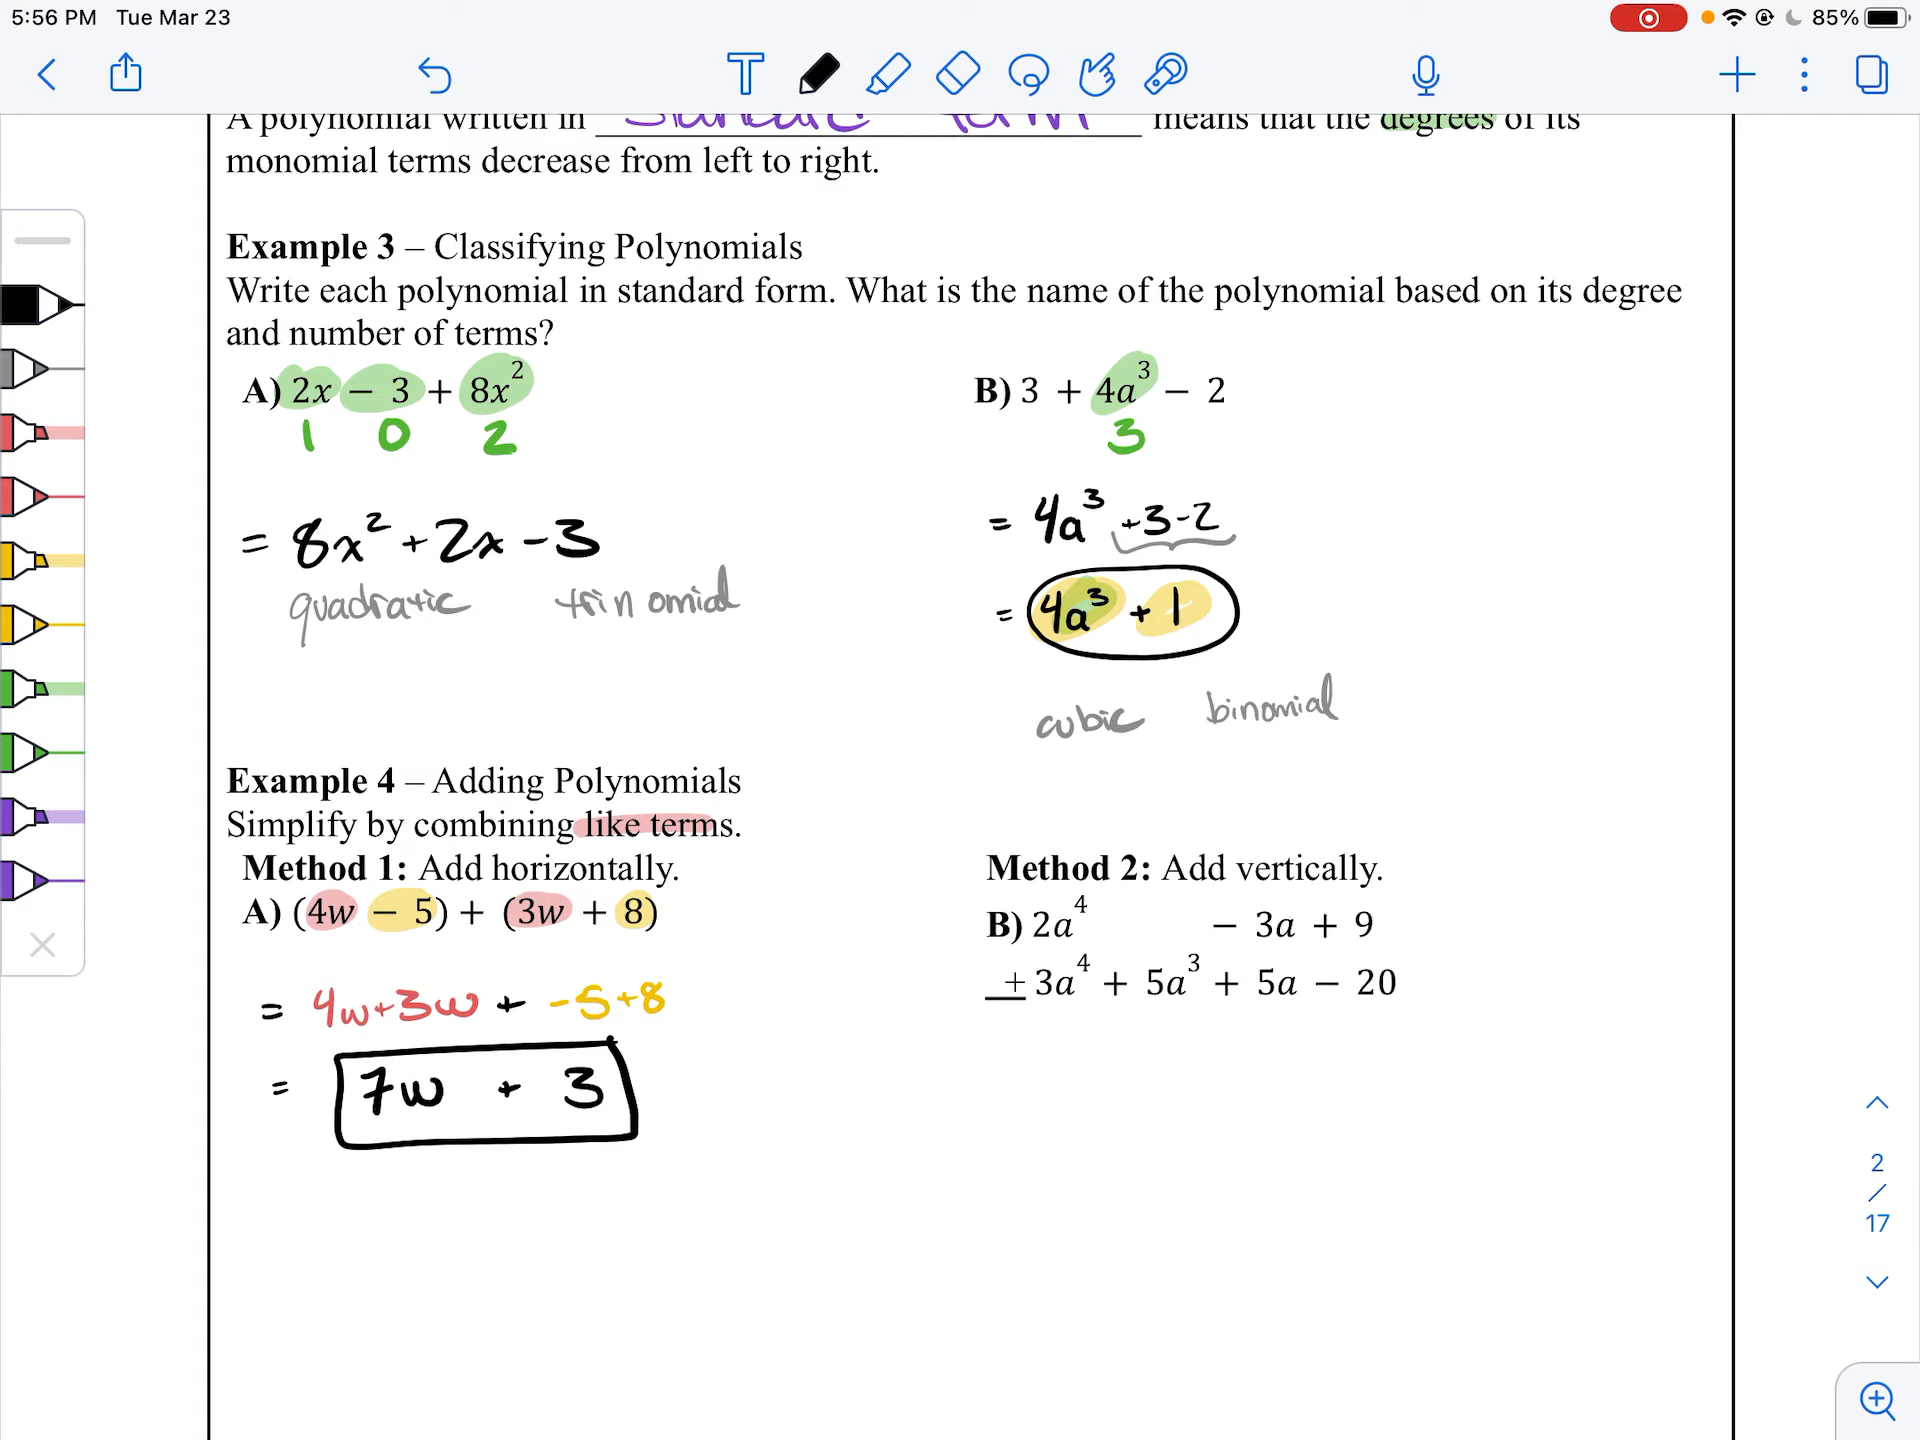 5:56 PM Tue Mar 23 85%
A polynomial written in standard form means that the degrees of its
monomial terms decrease from left to right.
Example 3 – Classifying Polynomials
Write each polynomial in standard form. What is the name of the polynomial based on its degree
and number of terms?
A) 2x − 3 + 8x²
1 0 2
= 8x² + 2x - 3
quadratic trinomial
B) 3 + 4a³ − 2
3
= 4a³ +3-2
= 4a³ + 1
cubic binomial
Example 4 – Adding Polynomials
Simplify by combining like terms.
Method 1: Add horizontally.
A) (4w − 5) + (3w + 8)
= 4w+3w + -5+8
= 7w + 3
Method 2: Add vertically.
B) 2a⁴ − 3a + 9
+ 3a⁴ + 5a³ + 5a − 20
2
/
17